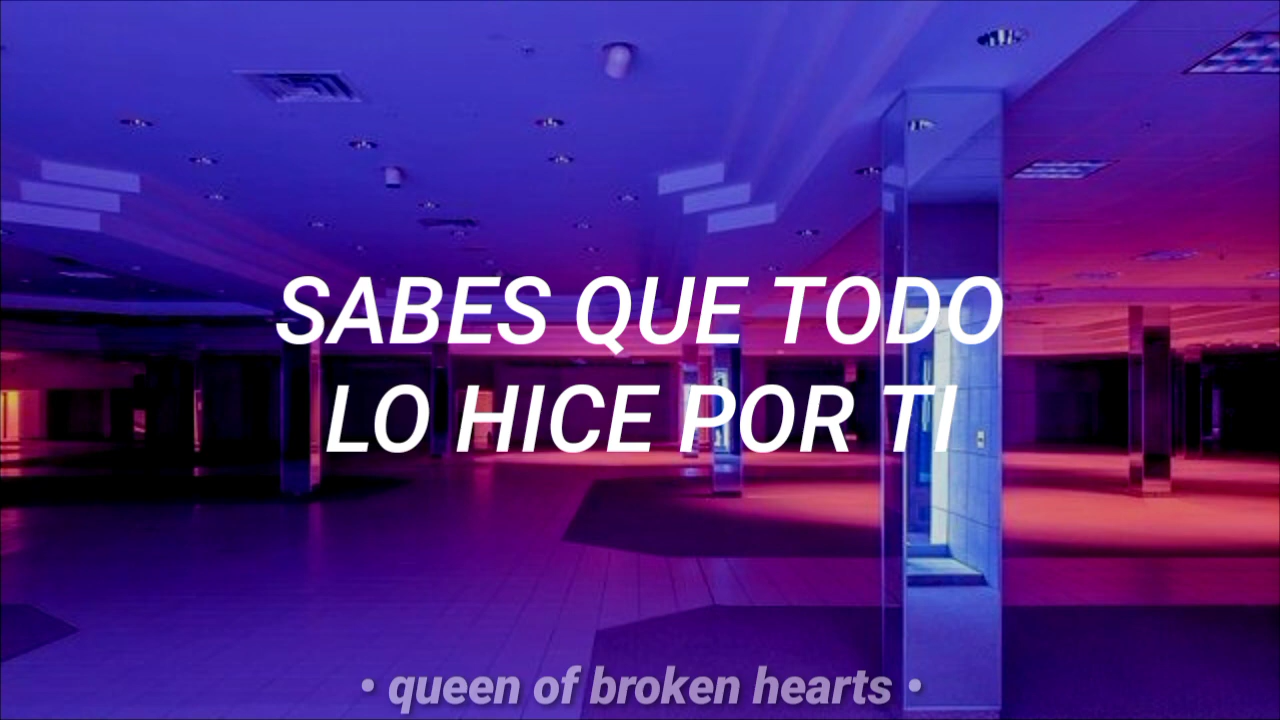 SABES QUE TODO
LO HICE POR TI
• queen of broken hearts •